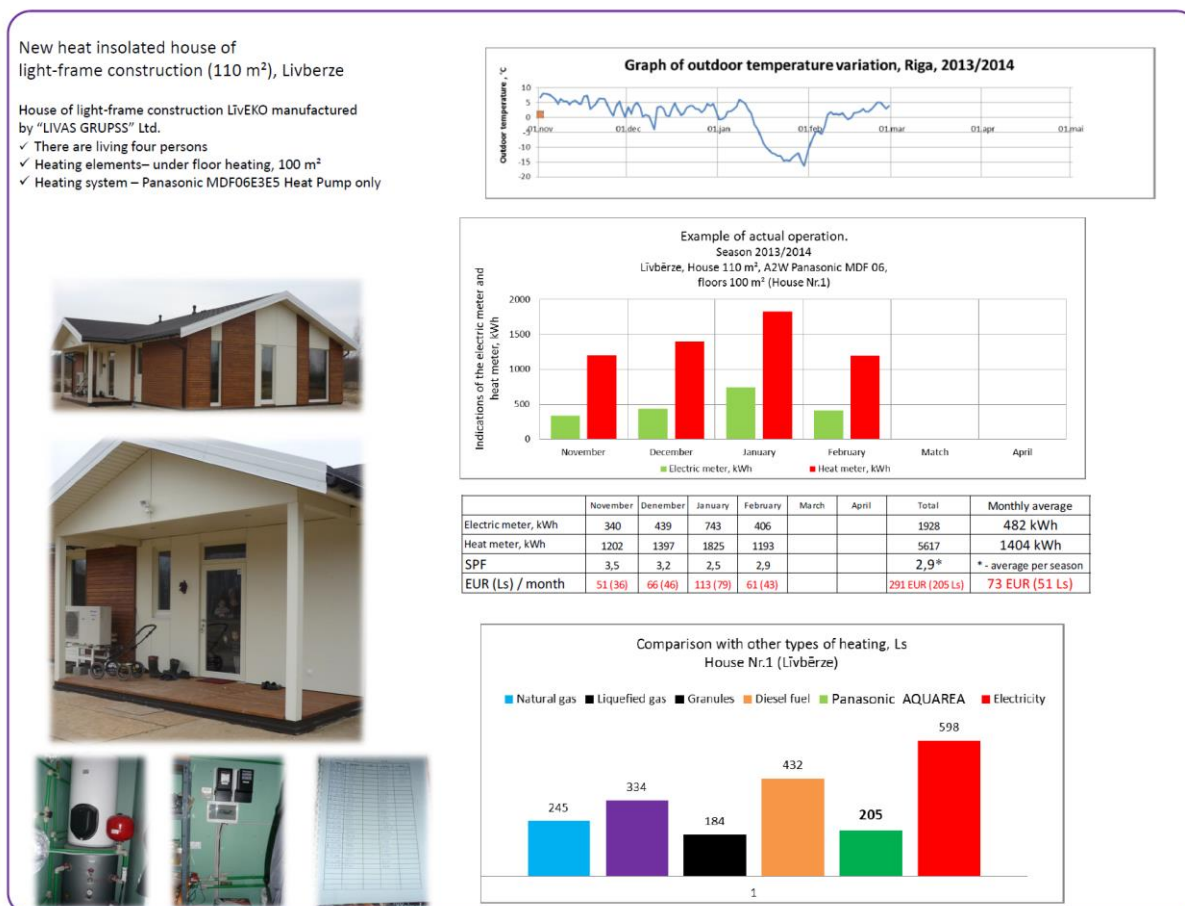 New heat insolated house of
light-frame construction (110 m²), Livberze
House of light-frame construction LīvEKO manufactured
by “LIVAS GRUPSS” Ltd.
✓ There are living four persons
✓ Heating elements– under floor heating, 100 m²
✓ Heating system – Panasonic MDF06E3E5 Heat Pump only
Graph of outdoor temperature variation, Riga, 2013/2014
Outdoor temperature, °C
10
5
0
-5
-10
-15
-20
01.nov
01.dec
01.jan
01.feb
01.mar
01.apr
01.mai
Example of actual operation.
Season 2013/2014
Līvbērze, House 110 m², A2W Panasonic MDF 06,
floors 100 m² (House Nr.1)
Indications of the electric meter and
heat meter, kWh
2000
1500
1000
500
0
November December January February Match April
Electric meter, kWh Heat meter, kWh
November Denember January February March April Total Monthly average
Electric meter, kWh 340 439 743 406 1928 482 kWh
Heat meter, kWh 1202 1397 1825 1193 5617 1404 kWh
SPF 3,5 3,2 2,5 2,9 2,9* * - average per season
EUR (Ls) / month 51 (36) 66 (46) 113 (79) 61 (43) 291 EUR (205 Ls) 73 EUR (51 Ls)
Comparison with other types of heating, Ls
House Nr.1 (Līvbērze)
Natural gas Liquefied gas Granules Diesel fuel Panasonic AQUAREA Electricity
245
334
184
432
205
598
1